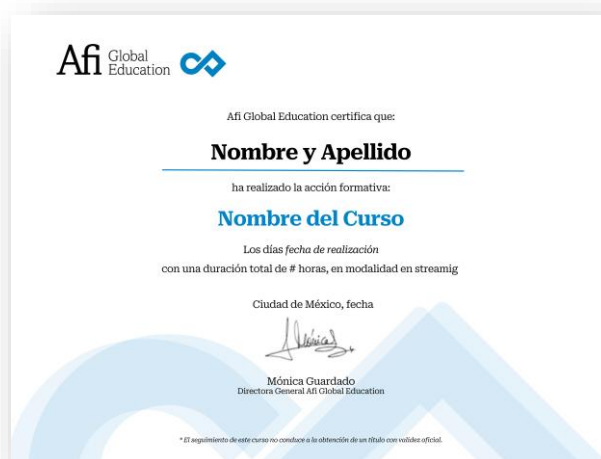 Afi Global
Education
Afi Global Education certifica que:
Nombre y Apellido
ha realizado la acción formativa:
Nombre del Curso
Los días fecha de realización
con una duración total de # horas, en modalidad en streamig
Ciudad de México, fecha
Mónica
Mónica Guardado
Directora General Afi Global Education
* El seguimiento de este curso no conduce a la obtención de un título con validez oficial.